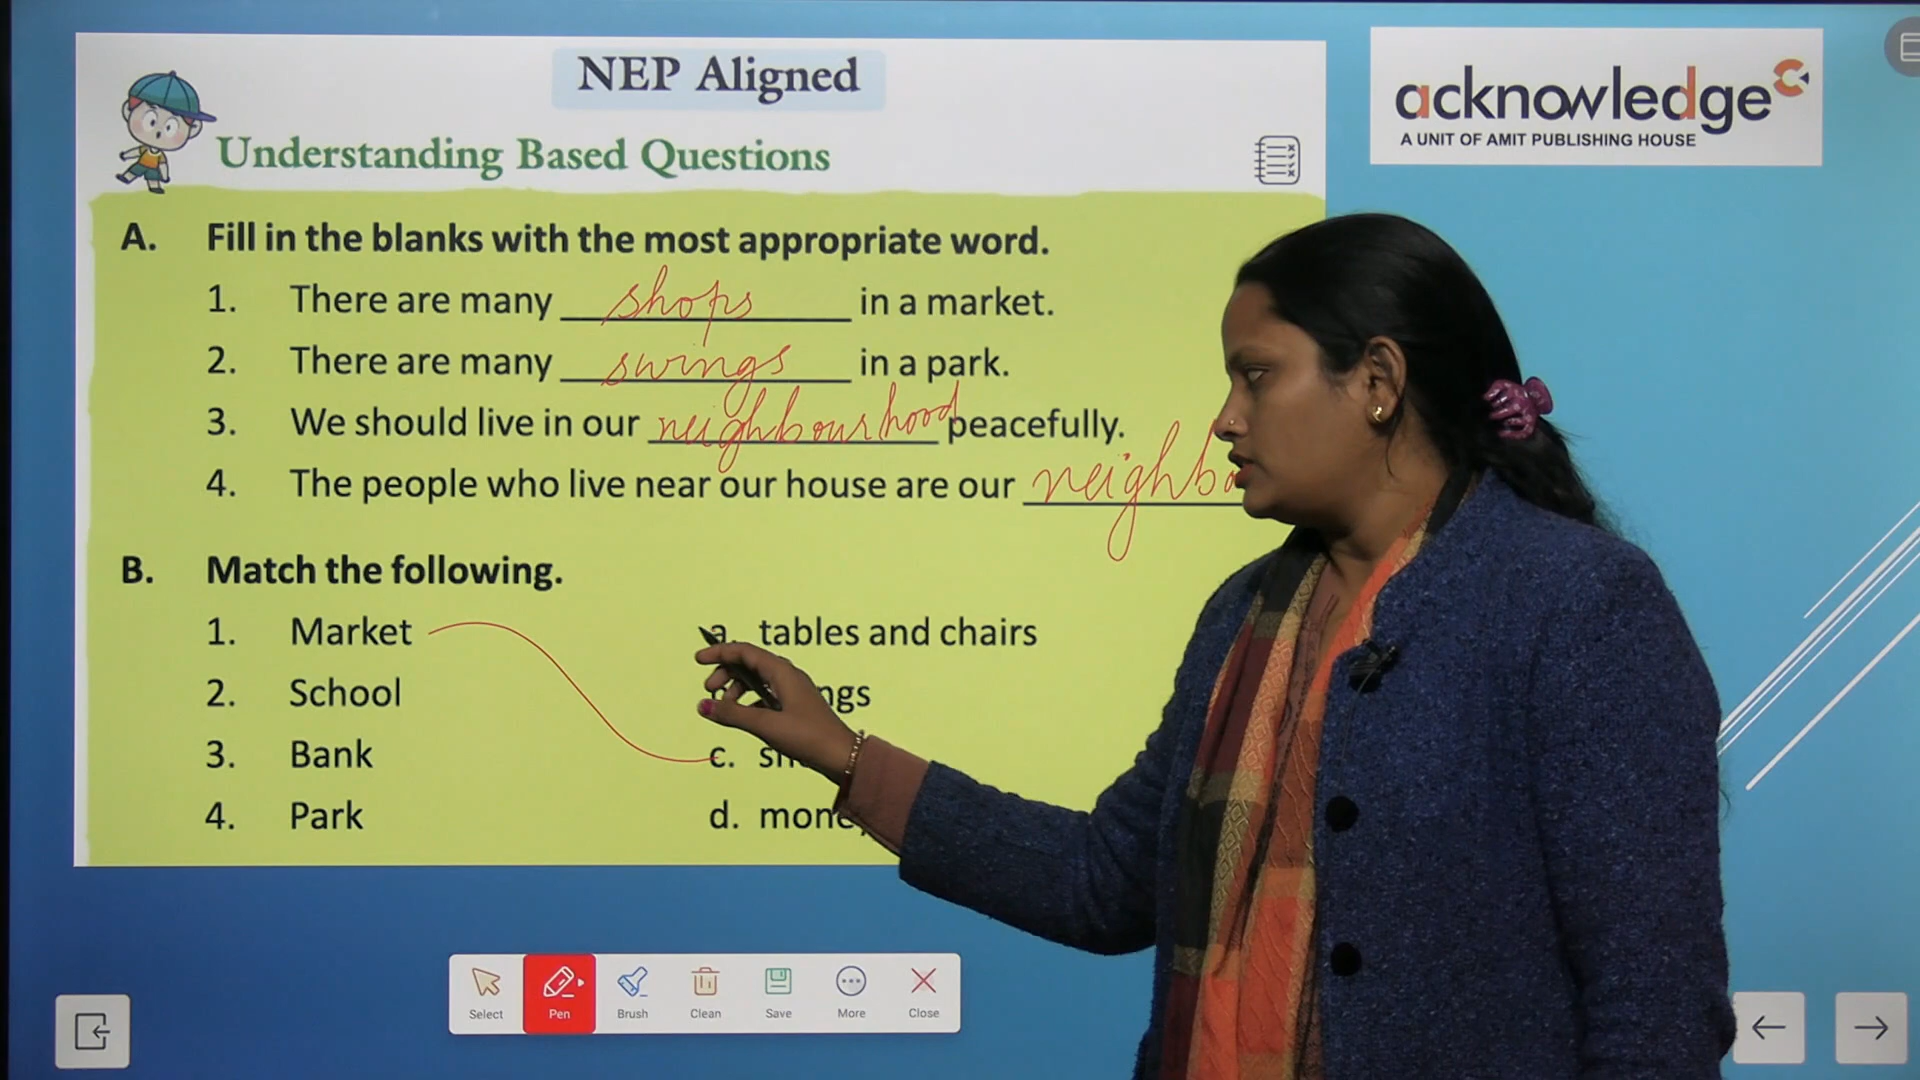 NEP Aligned
acknowledge
A UNIT OF AMIT PUBLISHING HOUSE
Understanding Based Questions
A. Fill in the blanks with the most appropriate word.
1. There are many shops in a market.
2. There are many swings in a park.
3. We should live in our neighbourhood peacefully.
4. The people who live near our house are our
B. Match the following.
1. Market a. tables and chairs
2. School
3. Bank c.
4. Park d.
Select Pen Brush Clean Save More Close